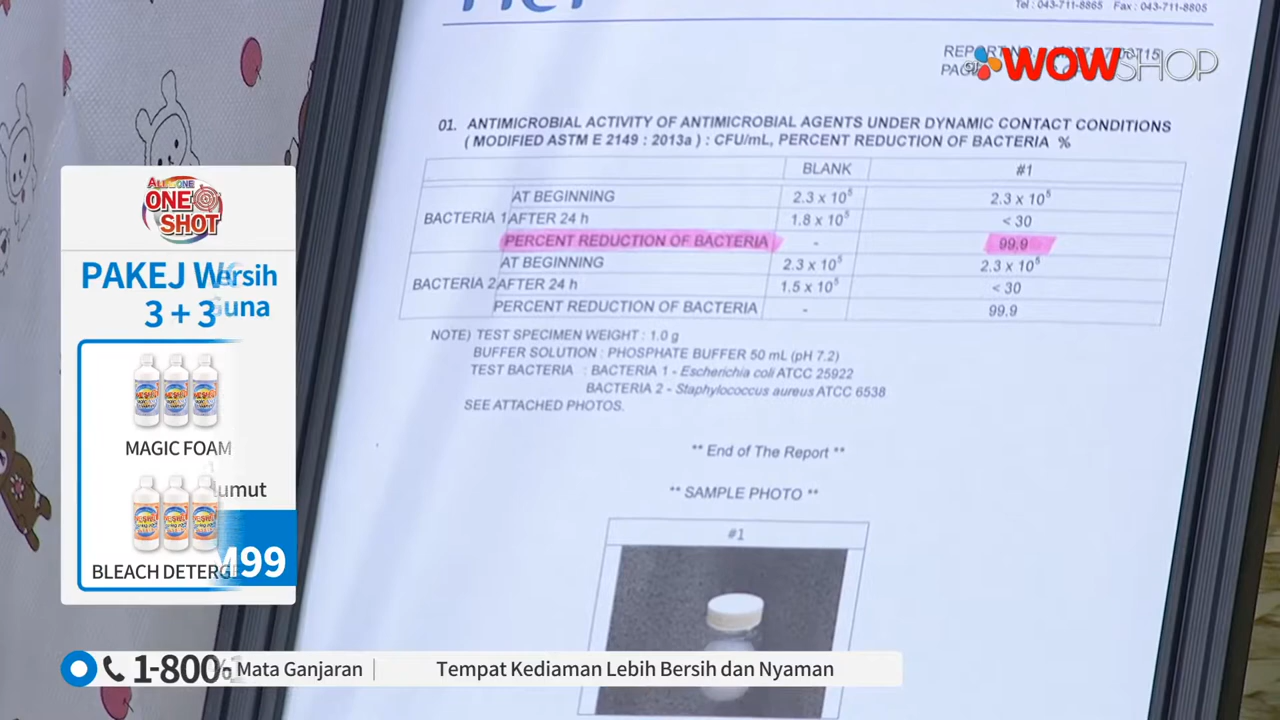 Tel : 043-711-8865 Fax : 043-711-8805
REPORT NO.
WOWSHOP
01. ANTIMICROBIAL ACTIVITY OF ANTIMICROBIAL AGENTS UNDER DYNAMIC CONTACT CONDITIONS
( MODIFIED ASTM E 2149 : 2013a ) : CFU/mL, PERCENT REDUCTION OF BACTERIA %
BLANK #1
AT BEGINNING 2.3 x 10⁵ 2.3 x 10⁵
BACTERIA 1 AFTER 24 h 1.8 x 10⁵ < 30
PERCENT REDUCTION OF BACTERIA - 99.9
AT BEGINNING 2.3 x 10⁵ 2.3 x 10⁵
BACTERIA 2 AFTER 24 h 1.5 x 10⁵ < 30
PERCENT REDUCTION OF BACTERIA - 99.9
NOTE) TEST SPECIMEN WEIGHT : 1.0 g
BUFFER SOLUTION : PHOSPHATE BUFFER 50 mL (pH 7.2)
TEST BACTERIA : BACTERIA 1 - Escherichia coli ATCC 25922
BACTERIA 2 - Staphylococcus aureus ATCC 6538
SEE ATTACHED PHOTOS.
** End of The Report **
** SAMPLE PHOTO **
#1
ALL IN ONE
ONE
SHOT
PAKEJ
3 + 3
MAGIC FOAM
BLEACH
99
1-800
Mata Ganjaran | Tempat Kediaman Lebih Bersih dan Nyaman